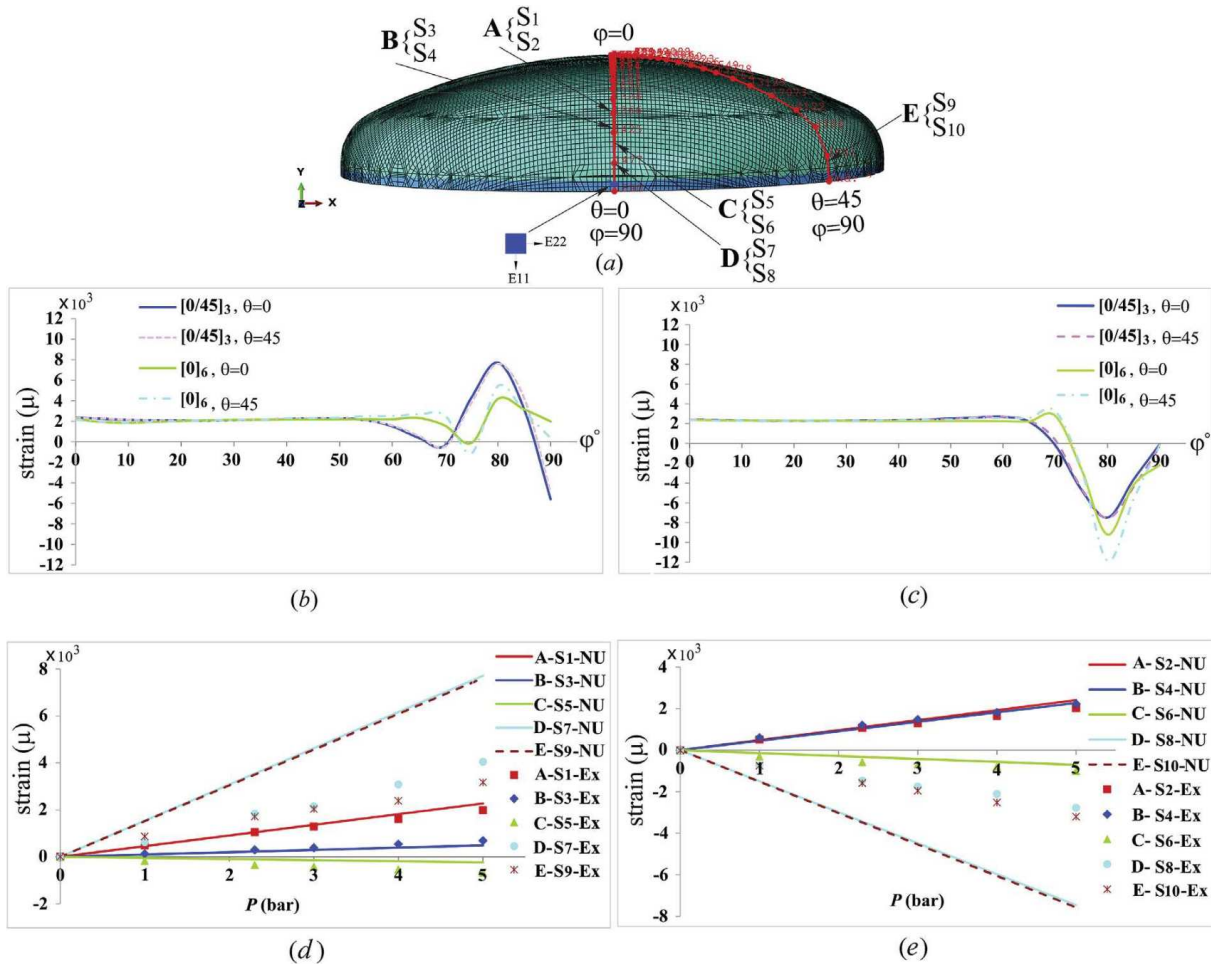 A {S1
S2
B {S3
S4
φ=0
E {S9
S10
Y
Z X
θ=0
φ=90
C {S5
S6
θ=45
φ=90
D {S7
S8
E22
E11
(a)
x10³
12
10
8
6
4
2
0
-2
-4
-6
-8
-10
-12
strain (μ)
[0/45]₃, θ=0
[0/45]₃, θ=45
[0]₆, θ=0
[0]₆, θ=45
0 10 20 30 40 50 60 70 80 90
φ°
(b)
x10³
12
10
8
6
4
2
0
-2
-4
-6
-8
-10
-12
strain (μ)
[0/45]₃, θ=0
[0/45]₃, θ=45
[0]₆, θ=0
[0]₆, θ=45
0 10 20 30 40 50 60 70 80 90
φ°
(c)
x10³
8
6
4
2
0
-2
strain (μ)
0 1 2 3 4 5
P (bar)
A-S1-NU
B-S3-NU
C-S5-NU
D-S7-NU
E-S9-NU
A-S1-Ex
B-S3-Ex
C-S5-Ex
D-S7-Ex
E-S9-Ex
(d)
x10³
4
2
0
-2
-4
-6
-8
strain (μ)
0 1 2 3 4 5
P (bar)
A- S2-NU
B- S4-NU
C- S6-NU
D- S8-NU
E- S10-NU
A- S2-Ex
B- S4-Ex
C- S6-Ex
D- S8-Ex
E- S10-Ex
(e)